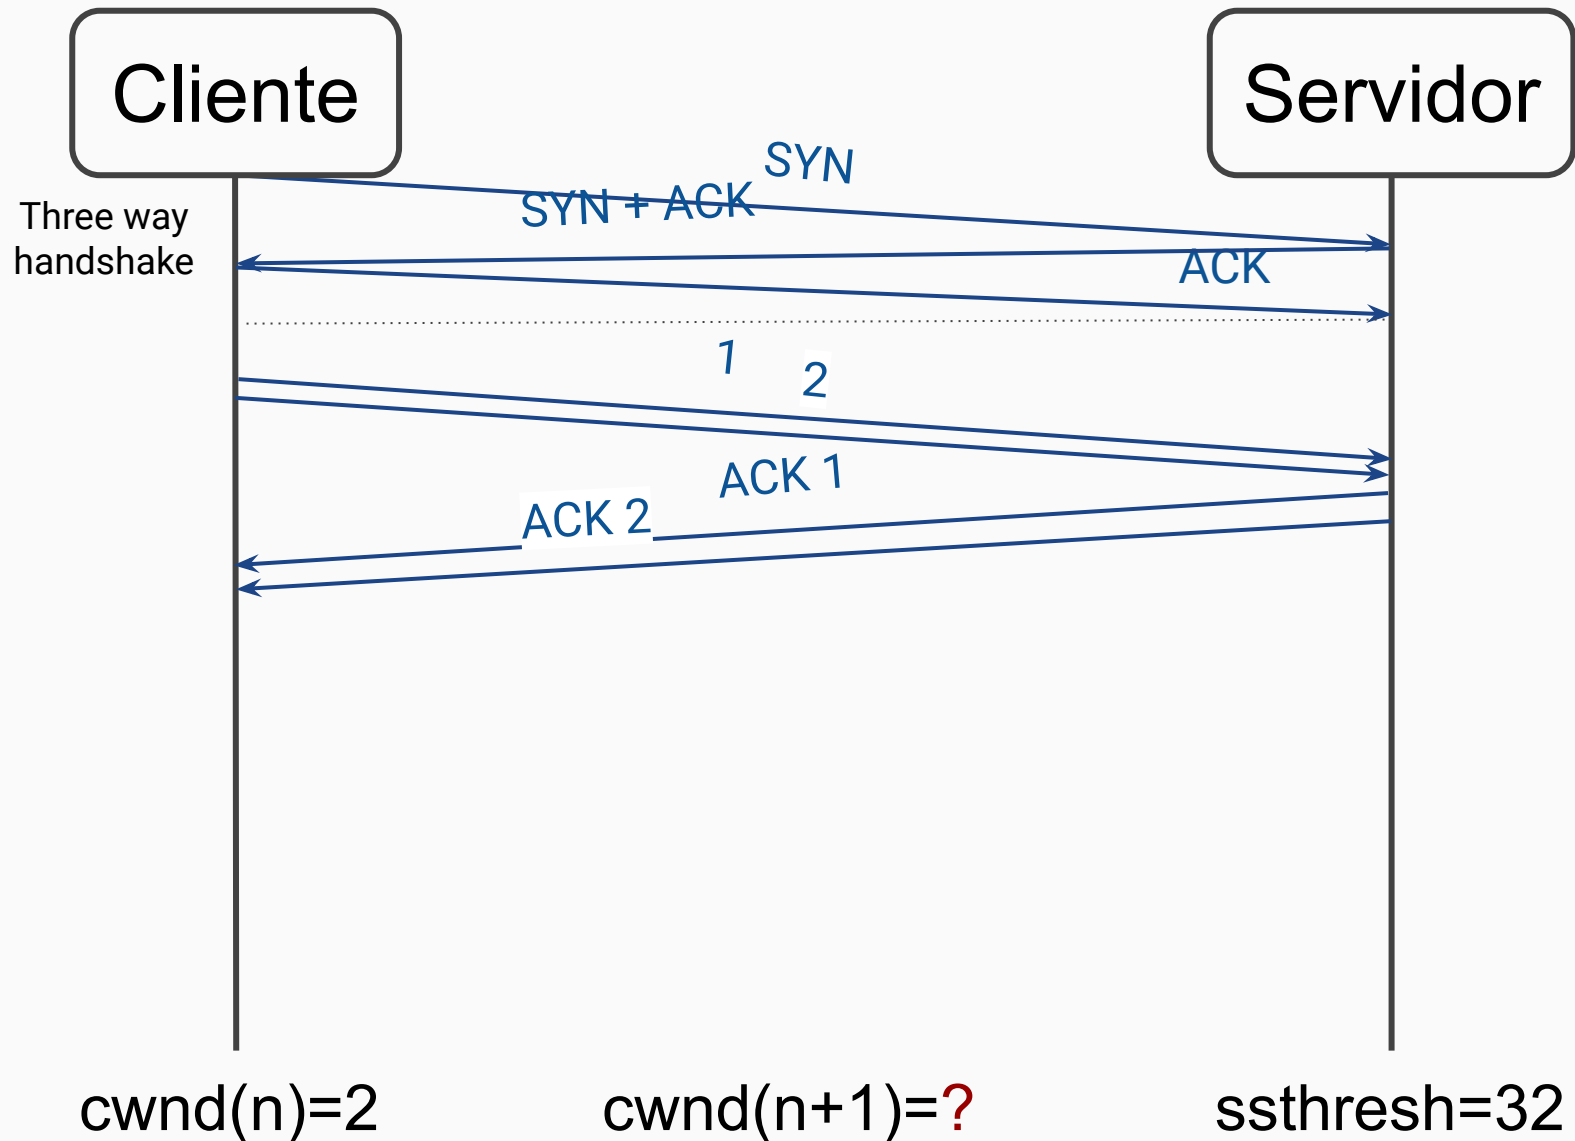 Cliente
Servidor
SYN
SYN + ACK
Three way
handshake
ACK
1
2
ACK 1
ACK 2
cwnd(n)=2
cwnd(n+1)=?
ssthresh=32